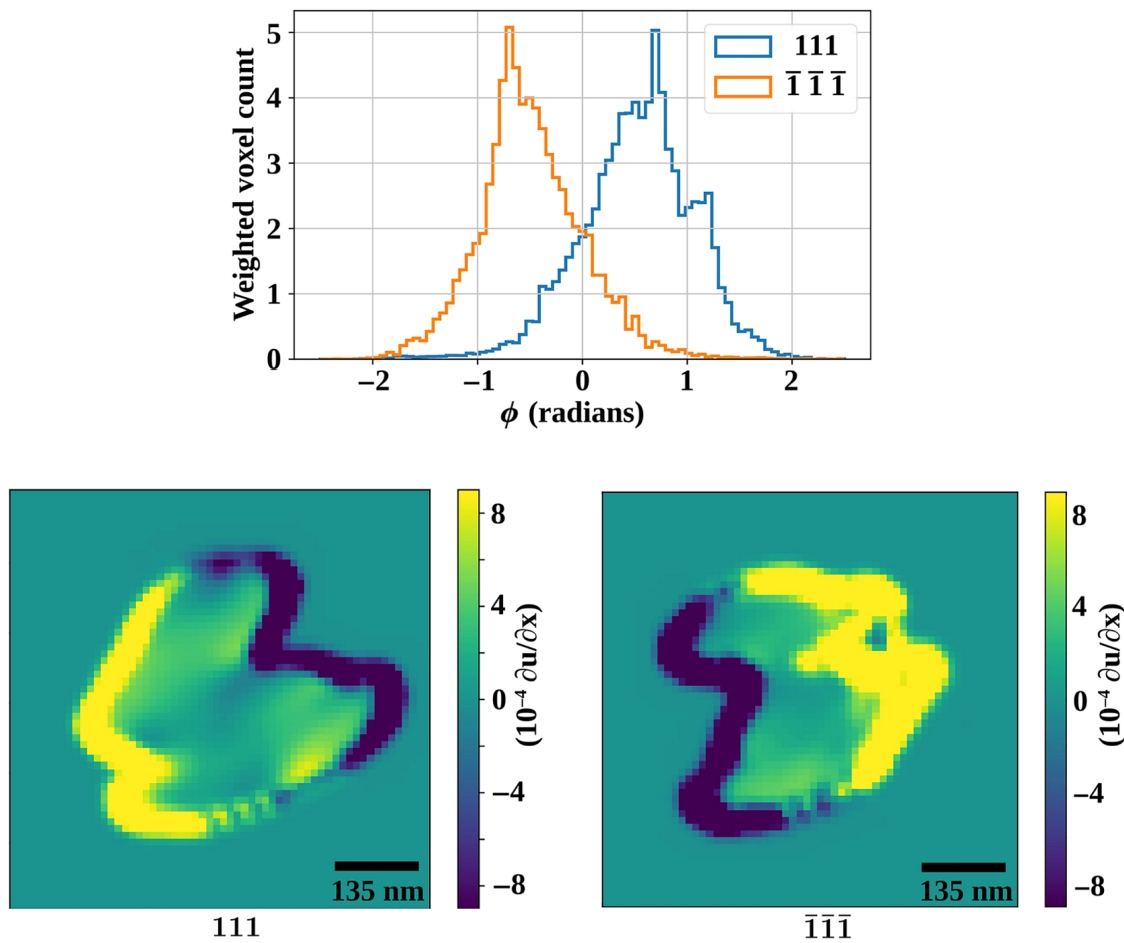 5
4
3
2
1
0
Weighted voxel count
111
1̅ 1̅ 1̅
−2 −1 0 1 2
ϕ (radians)
8
4
0
−4
−8
(10⁻⁴ ∂u/∂x)
135 nm
111
8
4
0
−4
−8
(10⁻⁴ ∂u/∂x)
135 nm
1̅1̅1̅